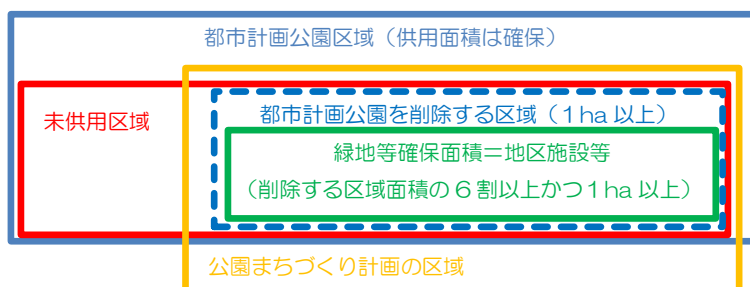 都市計画公園区域（供用面積は確保）
未供用区域
都市計画公園を削除する区域（１ha 以上）
緑地等確保面積＝地区施設等
（削除する区域面積の６割以上かつ１ha 以上）
公園まちづくり計画の区域